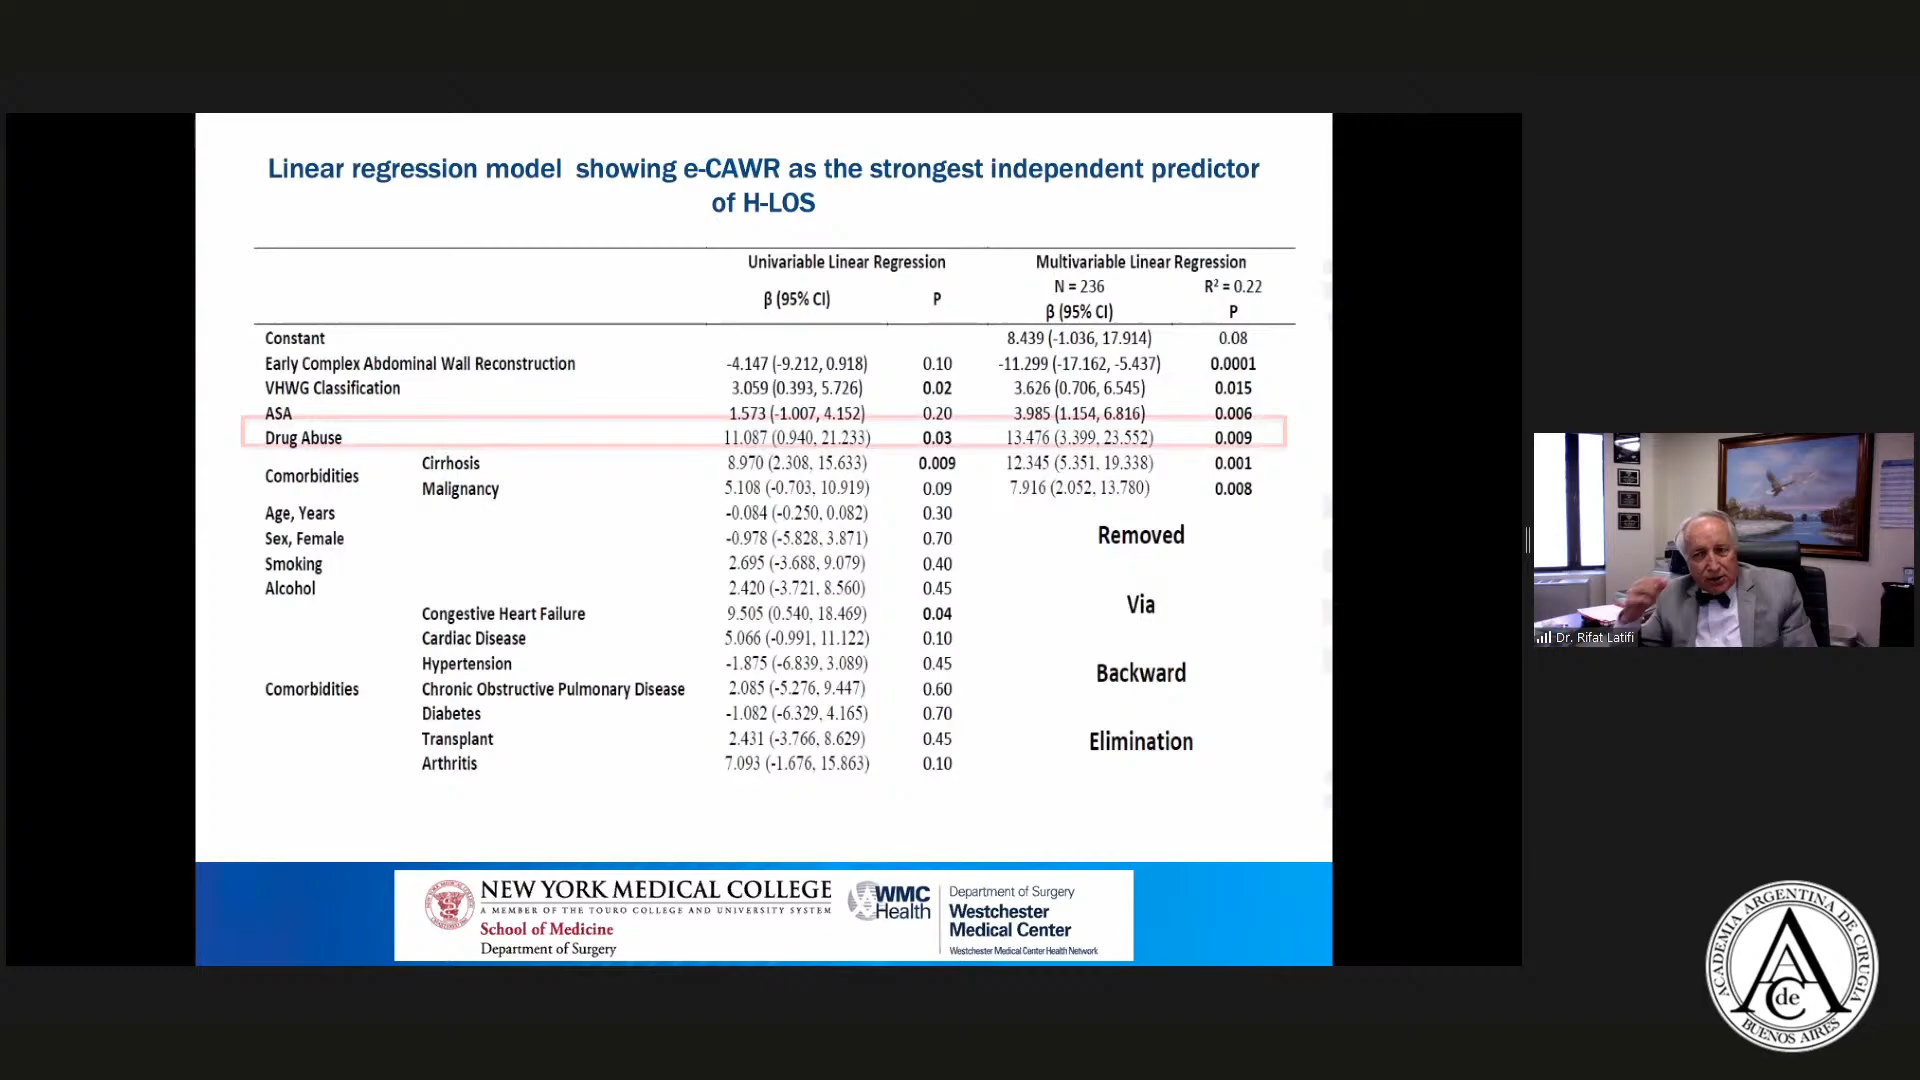 Linear regression model showing e-CAWR as the strongest independent predictor
of H-LOS
Univariable Linear Regression Multivariable Linear Regression
N = 236 R² = 0.22
β (95% CI) P β (95% CI) P
Constant 8.439 (-1.036, 17.914) 0.08
Early Complex Abdominal Wall Reconstruction -4.147 (-9.212, 0.918) 0.10 -11.299 (-17.162, -5.437) 0.0001
VHWG Classification 3.059 (0.393, 5.726) 0.02 3.626 (0.706, 6.545) 0.015
ASA 1.573 (-1.007, 4.152) 0.20 3.985 (1.154, 6.816) 0.006
Drug Abuse 11.087 (0.940, 21.233) 0.03 13.476 (3.399, 23.552) 0.009
Comorbidities
Cirrhosis 8.970 (2.308, 15.633) 0.009 12.345 (5.351, 19.338) 0.001
Malignancy 5.108 (-0.703, 10.919) 0.09 7.916 (2.052, 13.780) 0.008
Age, Years -0.084 (-0.250, 0.082) 0.30
Sex, Female -0.978 (-5.828, 3.871) 0.70
Smoking 2.695 (-3.688, 9.079) 0.40
Alcohol 2.420 (-3.721, 8.560) 0.45
Comorbidities
Congestive Heart Failure 9.505 (0.540, 18.469) 0.04
Cardiac Disease 5.066 (-0.991, 11.122) 0.10
Hypertension -1.875 (-6.839, 3.089) 0.45
Chronic Obstructive Pulmonary Disease 2.085 (-5.276, 9.447) 0.60
Diabetes -1.082 (-6.329, 4.165) 0.70
Transplant 2.431 (-3.766, 8.629) 0.45
Arthritis 7.093 (-1.676, 15.863) 0.10
Removed
Via
Backward
Elimination
NEW YORK MEDICAL COLLEGE
A MEMBER OF THE TOURO COLLEGE AND UNIVERSITY SYSTEM
School of Medicine
Department of Surgery
WMC
Health
Department of Surgery
Westchester
Medical Center
Westchester Medical Center Health Network
Dr. Rifat Latifi
ACADEMIA ARGENTINA DE CIRUGIA
AAC
de
BUENOS AIRES